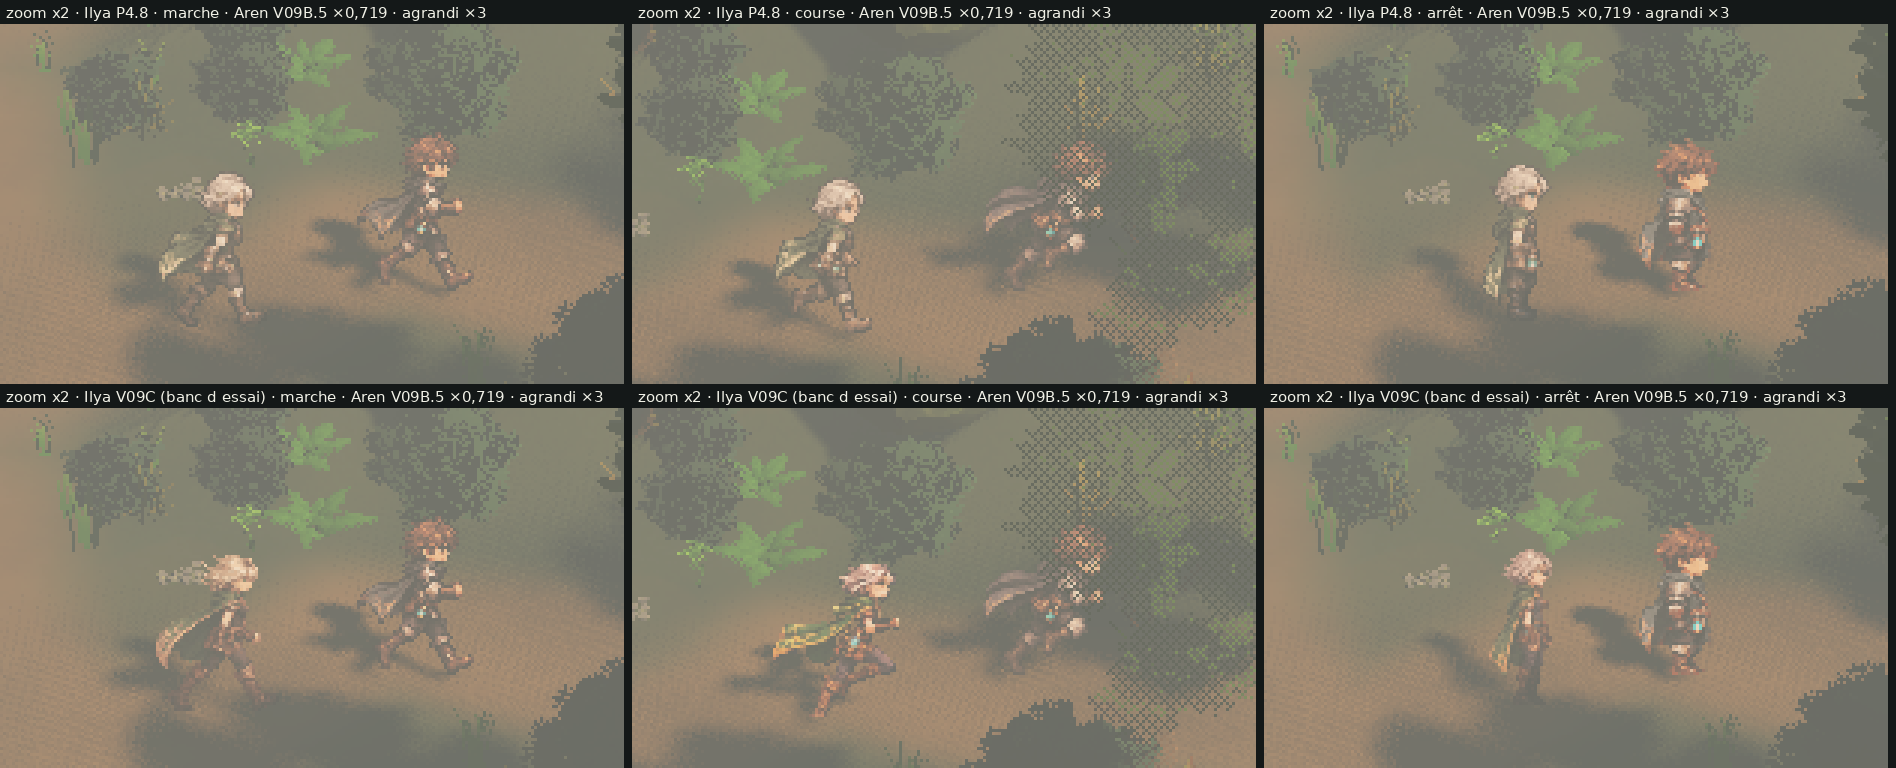 zoom x2 · Ilya P4.8 · marche · Aren V09B.5 ×0,719 · agrandi ×3
zoom x2 · Ilya P4.8 · course · Aren V09B.5 ×0,719 · agrandi ×3
zoom x2 · Ilya P4.8 · arrêt · Aren V09B.5 ×0,719 · agrandi ×3
zoom x2 · Ilya V09C (banc d essai) · marche · Aren V09B.5 ×0,719 · agrandi ×3
zoom x2 · Ilya V09C (banc d essai) · course · Aren V09B.5 ×0,719 · agrandi ×3
zoom x2 · Ilya V09C (banc d essai) · arrêt · Aren V09B.5 ×0,719 · agrandi ×3